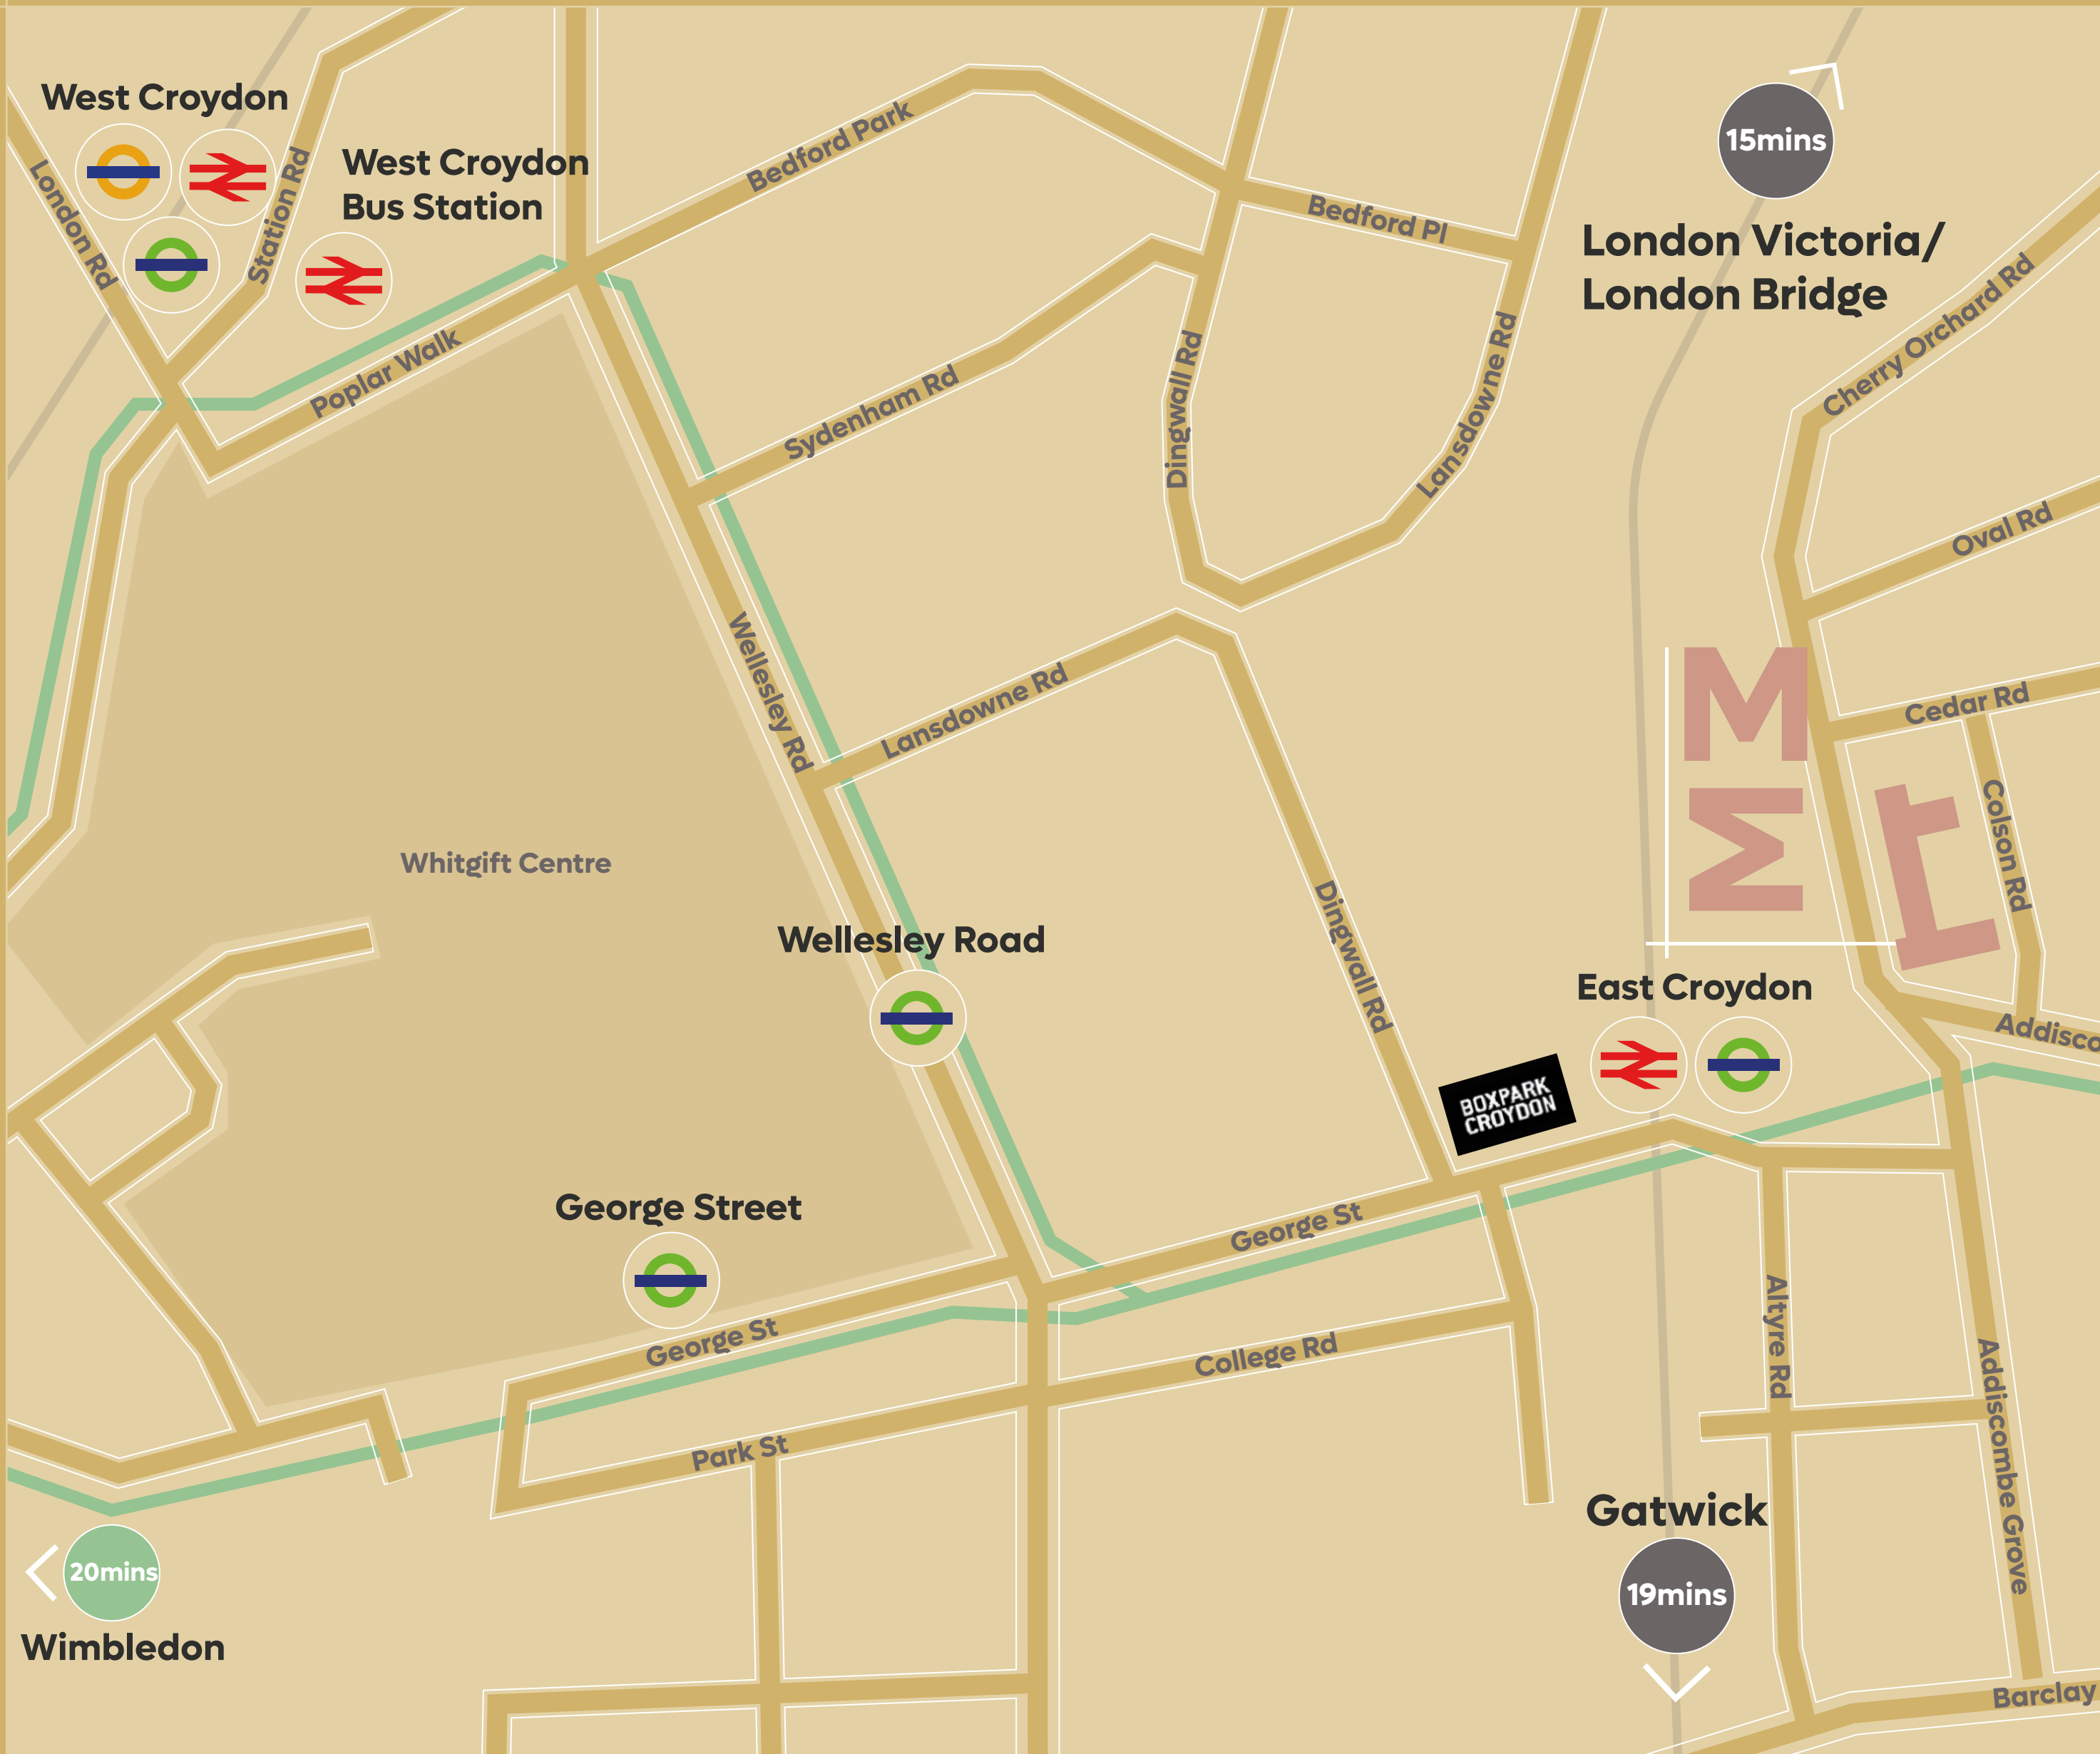 West Croydon
London Rd
Station Rd
West Croydon
Bus Station
Poplar Walk
Bedford Park
Bedford Pl
15mins
London Victoria/
London Bridge
Cherry Orchard Rd
Sydenham Rd
Dingwall Rd
Lansdowne Rd
Oval Rd
Wellesley Rd
Lansdowne Rd
Cedar Rd
Colson Rd
Whitgift Centre
Wellesley Road
Dingwall Rd
East Croydon
Addisco
BOXPARK
CROYDON
George Street
George St
George St
College Rd
Park St
Altyre Rd
Addiscombe Grove
Gatwick
19mins
20mins
Wimbledon
Barclay